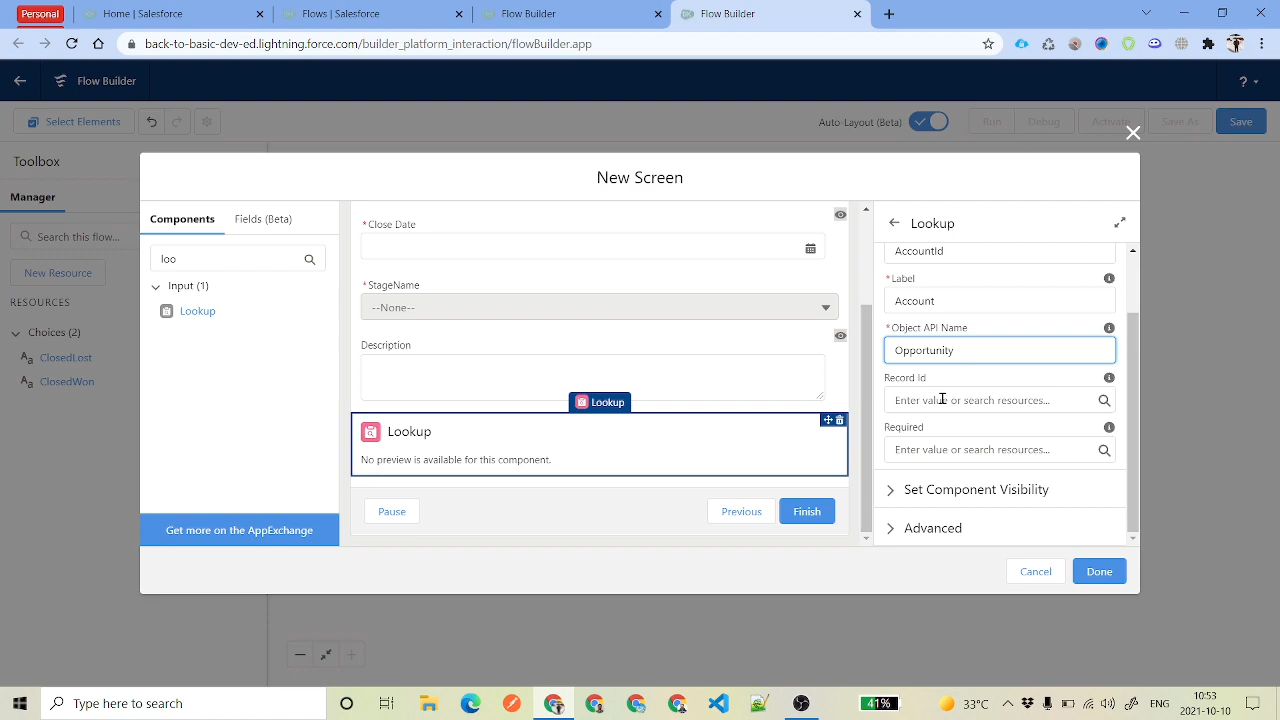 Personal
Home | Salesforce
Flows | Salesforce
Flow Builder
Flow Builder
back-to-basic-dev-ed.lightning.force.com/builder_platform_interaction/flowBuilder.app
Flow Builder
?
Select Elements
Auto-Layout (Beta)
Run
Debug
Activate
Save As
Save
Toolbox
Manager
Search this flow...
New Resource
RESOURCES
Choices (2)
ClosedLost
ClosedWon
New Screen
Components
Fields (Beta)
loo
Input (1)
Lookup
Get more on the AppExchange
*Close Date
*StageName
--None--
Description
Lookup
Lookup
No preview is available for this component.
Pause
Previous
Finish
Lookup
AccountId
*Label
Account
*Object API Name
Opportunity
Record Id
Enter value or search resources...
Required
Enter value or search resources...
Set Component Visibility
Advanced
Cancel
Done
Type here to search
41%
33°C
ENG
10:53
2021-10-10